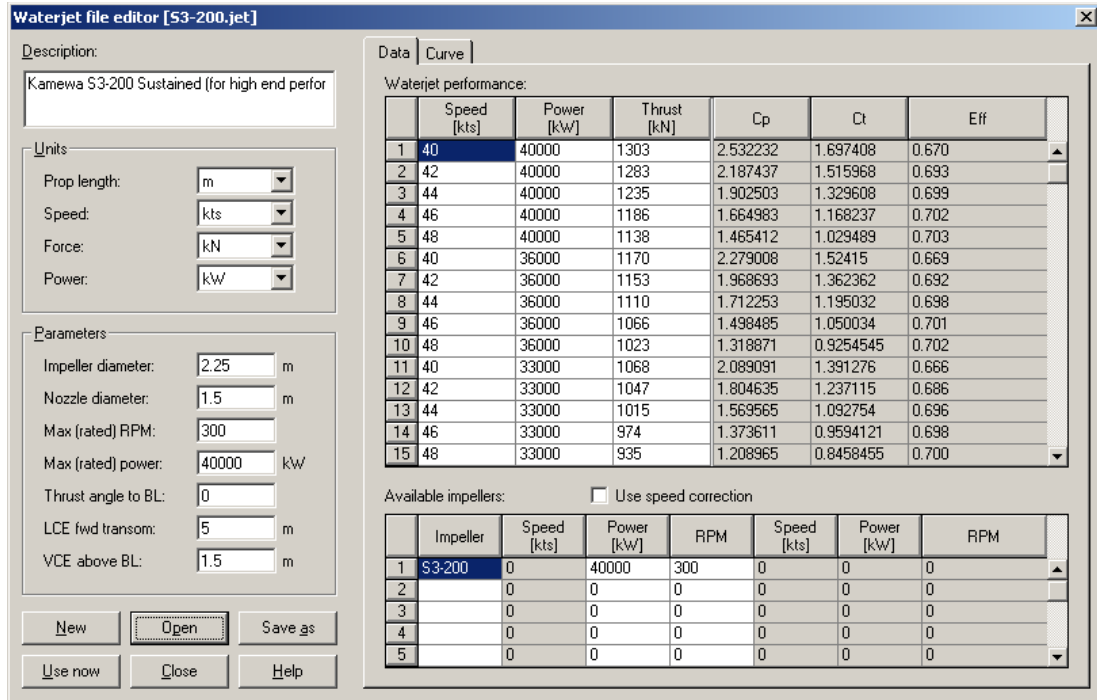 Waterjet file editor [S3-200.jet]
Description:
Kamewa S3-200 Sustained (for high end perfor
Units
Prop length: m
Speed: kts
Force: kN
Power: kW
Parameters
Impeller diameter: 2.25 m
Nozzle diameter: 1.5 m
Max (rated) RPM: 300
Max (rated) power: 40000 kW
Thrust angle to BL: 0
LCE fwd transom: 5 m
VCE above BL: 1.5 m
New Open Save as
Use now Close Help
Data Curve
Waterjet performance:
Speed [kts] Power [kW] Thrust [kN] Cp Ct Eff
1 40 40000 1303 2.532232 1.697408 0.670
2 42 40000 1283 2.187437 1.515968 0.693
3 44 40000 1235 1.902503 1.329608 0.699
4 46 40000 1186 1.664983 1.168237 0.702
5 48 40000 1138 1.465412 1.029489 0.703
6 40 36000 1170 2.279008 1.52415 0.669
7 42 36000 1153 1.968693 1.362362 0.692
8 44 36000 1110 1.712253 1.195032 0.698
9 46 36000 1066 1.498485 1.050034 0.701
10 48 36000 1023 1.318871 0.9254545 0.702
11 40 33000 1068 2.089091 1.391276 0.666
12 42 33000 1047 1.804635 1.237115 0.686
13 44 33000 1015 1.569565 1.092754 0.696
14 46 33000 974 1.373611 0.9594121 0.698
15 48 33000 935 1.208965 0.8458455 0.700
Available impellers: Use speed correction
Impeller Speed [kts] Power [kW] RPM Speed [kts] Power [kW] RPM
1 S3-200 0 40000 300 0 0 0
2 0 0 0 0 0 0
3 0 0 0 0 0 0
4 0 0 0 0 0 0
5 0 0 0 0 0 0